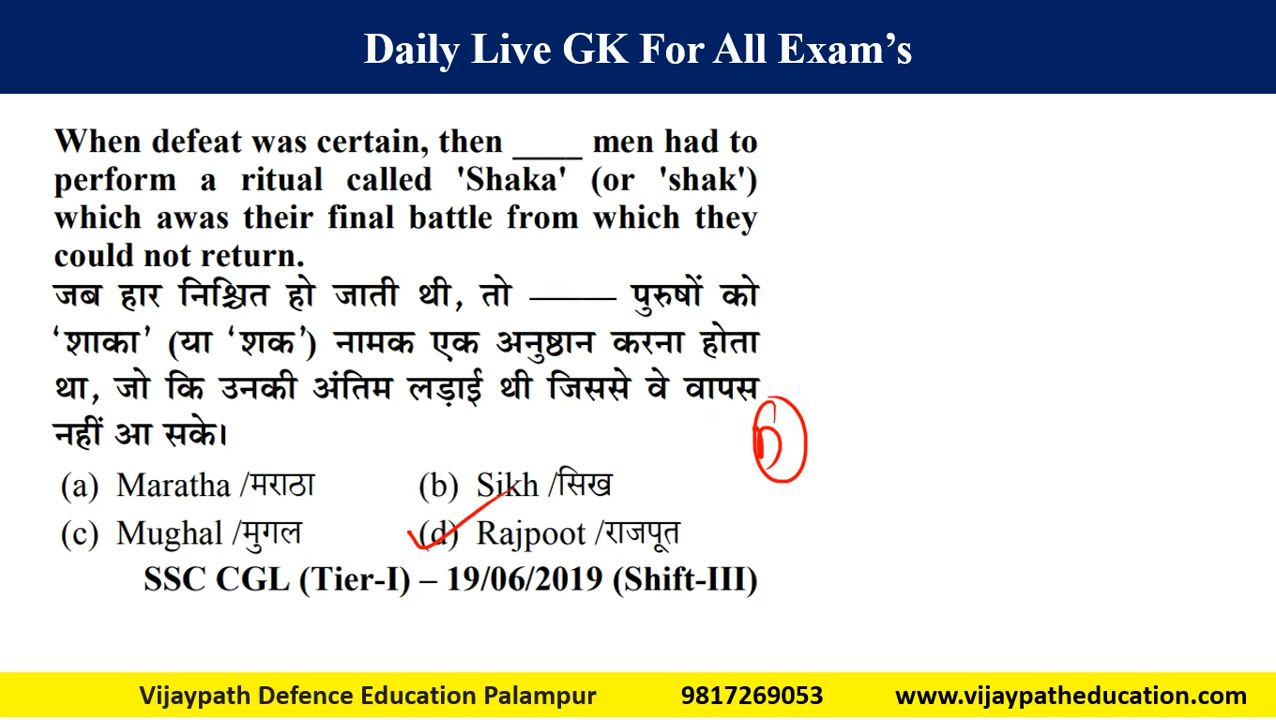 Daily Live GK For All Exam's
When defeat was certain, then ____ men had to
perform a ritual called 'Shaka' (or 'shak')
which awas their final battle from which they
could not return.
जब हार निश्चित हो जाती थी, तो —— पुरुषों को
'शाका' (या 'शक') नामक एक अनुष्ठान करना होता
था, जो कि उनकी अंतिम लड़ाई थी जिससे वे वापस
नहीं आ सके।
(a) Maratha /मराठा (b) Sikh /सिख
(c) Mughal /मुगल (d) Rajpoot /राजपूत
SSC CGL (Tier-I) – 19/06/2019 (Shift-III)
Vijaypath Defence Education Palampur 9817269053 www.vijaypatheducation.com